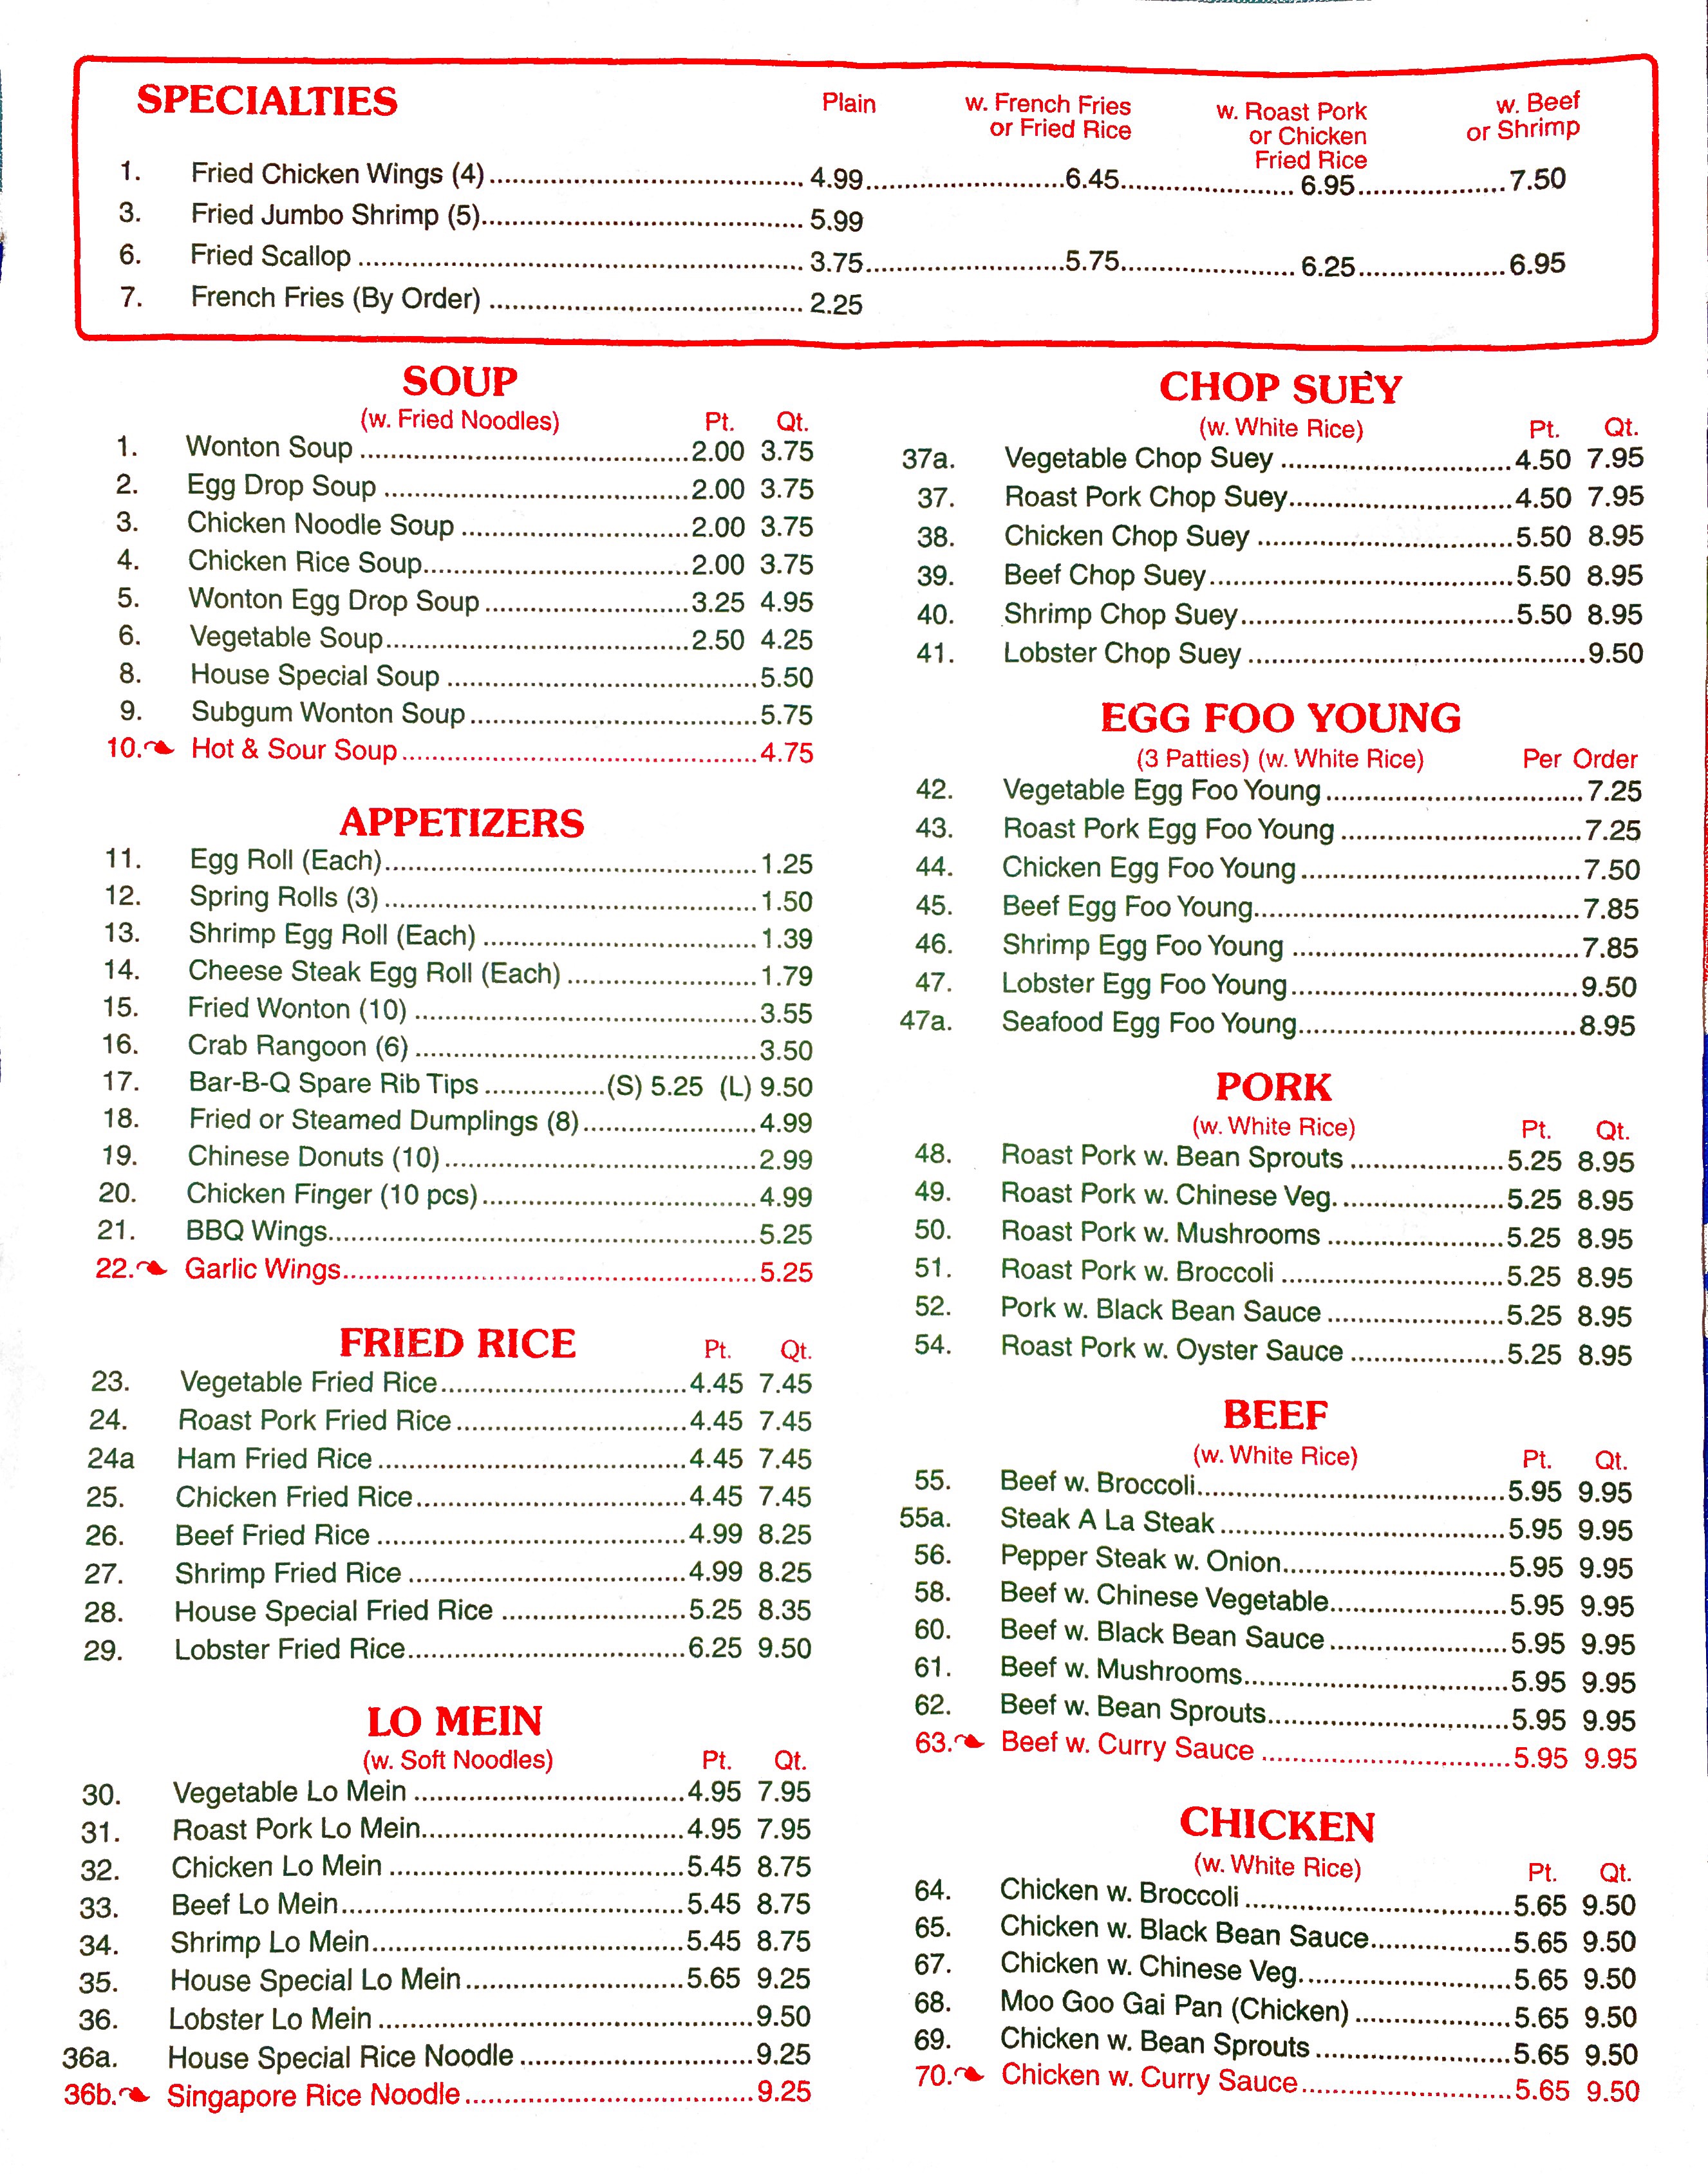 SPECIALTIES Plain w. French Fries or Fried Rice w. Roast Pork or Chicken Fried Rice w. Beef or Shrimp
1. Fried Chicken Wings (4) 4.99 6.45 6.95 7.50
3. Fried Jumbo Shrimp (5) 5.99
6. Fried Scallop 3.75 5.75 6.25 6.95
7. French Fries (By Order) 2.25
SOUP
(w. Fried Noodles) Pt. Qt.
1. Wonton Soup 2.00 3.75
2. Egg Drop Soup 2.00 3.75
3. Chicken Noodle Soup 2.00 3.75
4. Chicken Rice Soup 2.00 3.75
5. Wonton Egg Drop Soup 3.25 4.95
6. Vegetable Soup 2.50 4.25
8. House Special Soup 5.50
9. Subgum Wonton Soup 5.75
10. Hot & Sour Soup 4.75
APPETIZERS
11. Egg Roll (Each) 1.25
12. Spring Rolls (3) 1.50
13. Shrimp Egg Roll (Each) 1.39
14. Cheese Steak Egg Roll (Each) 1.79
15. Fried Wonton (10) 3.55
16. Crab Rangoon (6) 3.50
17. Bar-B-Q Spare Rib Tips (S) 5.25 (L) 9.50
18. Fried or Steamed Dumplings (8) 4.99
19. Chinese Donuts (10) 2.99
20. Chicken Finger (10 pcs) 4.99
21. BBQ Wings 5.25
22. Garlic Wings 5.25
FRIED RICE Pt. Qt.
23. Vegetable Fried Rice 4.45 7.45
24. Roast Pork Fried Rice 4.45 7.45
24a Ham Fried Rice 4.45 7.45
25. Chicken Fried Rice 4.45 7.45
26. Beef Fried Rice 4.99 8.25
27. Shrimp Fried Rice 4.99 8.25
28. House Special Fried Rice 5.25 8.35
29. Lobster Fried Rice 6.25 9.50
LO MEIN
(w. Soft Noodles) Pt. Qt.
30. Vegetable Lo Mein 4.95 7.95
31. Roast Pork Lo Mein 4.95 7.95
32. Chicken Lo Mein 5.45 8.75
33. Beef Lo Mein 5.45 8.75
34. Shrimp Lo Mein 5.45 8.75
35. House Special Lo Mein 5.65 9.25
36. Lobster Lo Mein 9.50
36a. House Special Rice Noodle 9.25
36b. Singapore Rice Noodle 9.25
CHOP SUEY
(w. White Rice) Pt. Qt.
37a. Vegetable Chop Suey 4.50 7.95
37. Roast Pork Chop Suey 4.50 7.95
38. Chicken Chop Suey 5.50 8.95
39. Beef Chop Suey 5.50 8.95
40. Shrimp Chop Suey 5.50 8.95
41. Lobster Chop Suey 9.50
EGG FOO YOUNG
(3 Patties) (w. White Rice) Per Order
42. Vegetable Egg Foo Young 7.25
43. Roast Pork Egg Foo Young 7.25
44. Chicken Egg Foo Young 7.50
45. Beef Egg Foo Young 7.85
46. Shrimp Egg Foo Young 7.85
47. Lobster Egg Foo Young 9.50
47a. Seafood Egg Foo Young 8.95
PORK
(w. White Rice) Pt. Qt.
48. Roast Pork w. Bean Sprouts 5.25 8.95
49. Roast Pork w. Chinese Veg. 5.25 8.95
50. Roast Pork w. Mushrooms 5.25 8.95
51. Roast Pork w. Broccoli 5.25 8.95
52. Pork w. Black Bean Sauce 5.25 8.95
54. Roast Pork w. Oyster Sauce 5.25 8.95
BEEF
(w. White Rice) Pt. Qt.
55. Beef w. Broccoli 5.95 9.95
55a. Steak A La Steak 5.95 9.95
56. Pepper Steak w. Onion 5.95 9.95
58. Beef w. Chinese Vegetable 5.95 9.95
60. Beef w. Black Bean Sauce 5.95 9.95
61. Beef w. Mushrooms 5.95 9.95
62. Beef w. Bean Sprouts 5.95 9.95
63. Beef w. Curry Sauce 5.95 9.95
CHICKEN
(w. White Rice) Pt. Qt.
64. Chicken w. Broccoli 5.65 9.50
65. Chicken w. Black Bean Sauce 5.65 9.50
67. Chicken w. Chinese Veg. 5.65 9.50
68. Moo Goo Gai Pan (Chicken) 5.65 9.50
69. Chicken w. Bean Sprouts 5.65 9.50
70. Chicken w. Curry Sauce 5.65 9.50